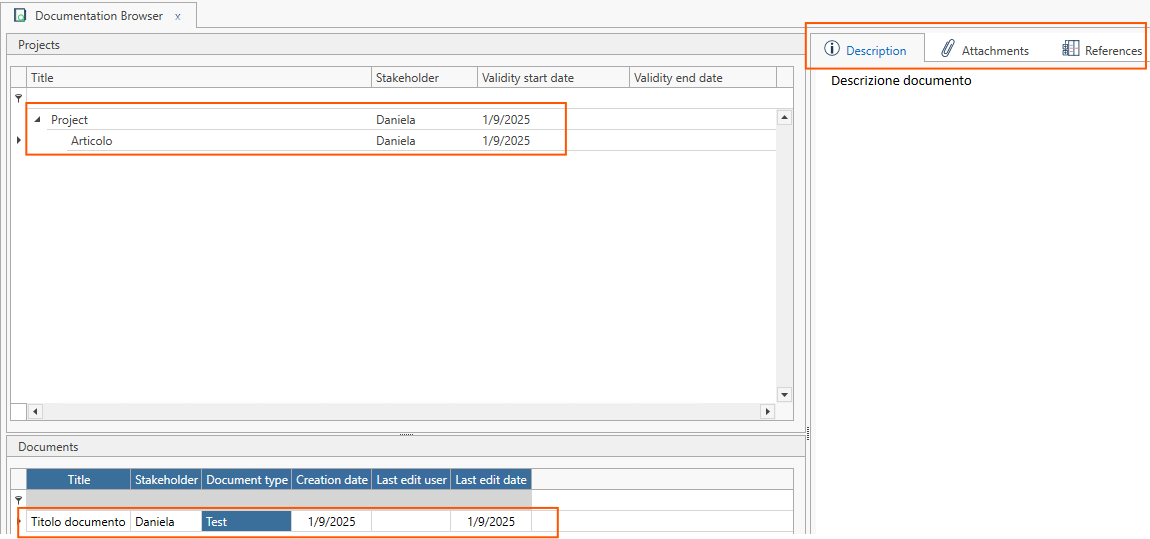 Documentation Browser x
Projects
Title Stakeholder Validity start date Validity end date
Project Daniela 1/9/2025
Articolo Daniela 1/9/2025
Documents
Title Stakeholder Document type Creation date Last edit user Last edit date
Titolo documento Daniela Test 1/9/2025 1/9/2025
Description Attachments References
Descrizione documento